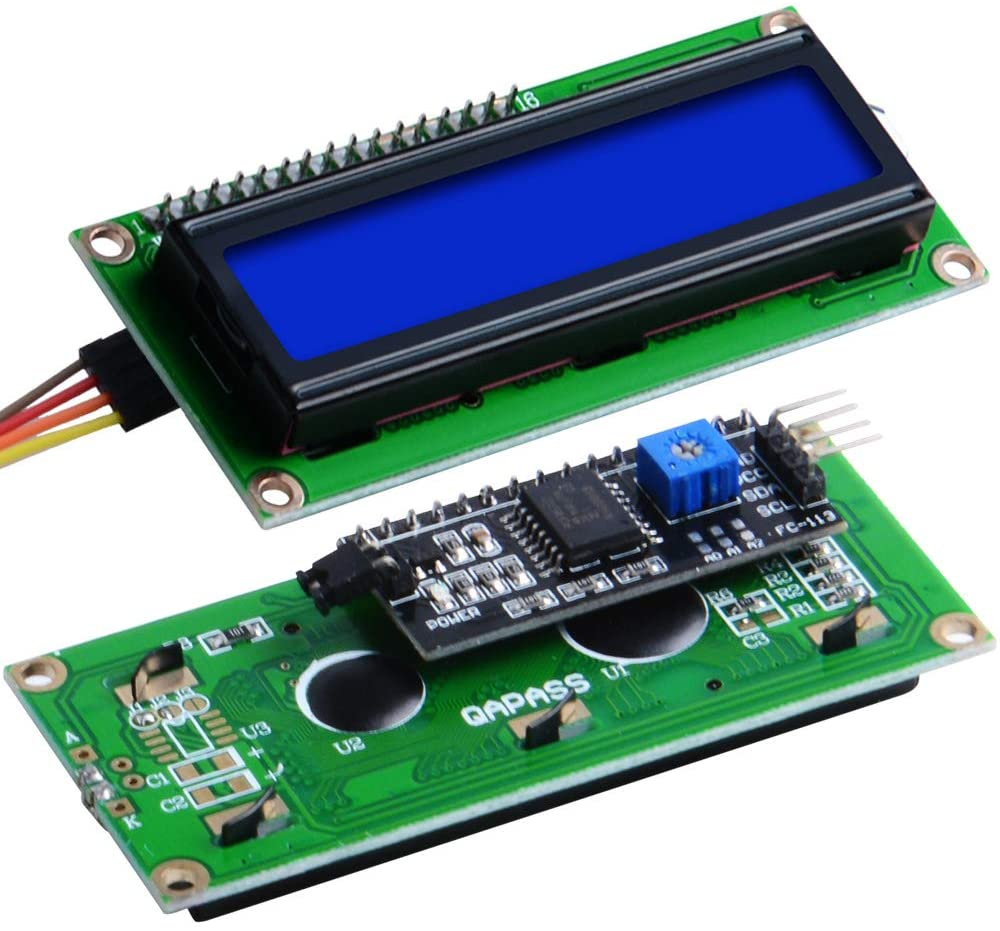 1
16
SDA
SCL
FC-113
A0 A1 A2
POWER
R6
R2
R2
R1
C3
U1
QAPASS
U2
U3
A
C1
C2
K